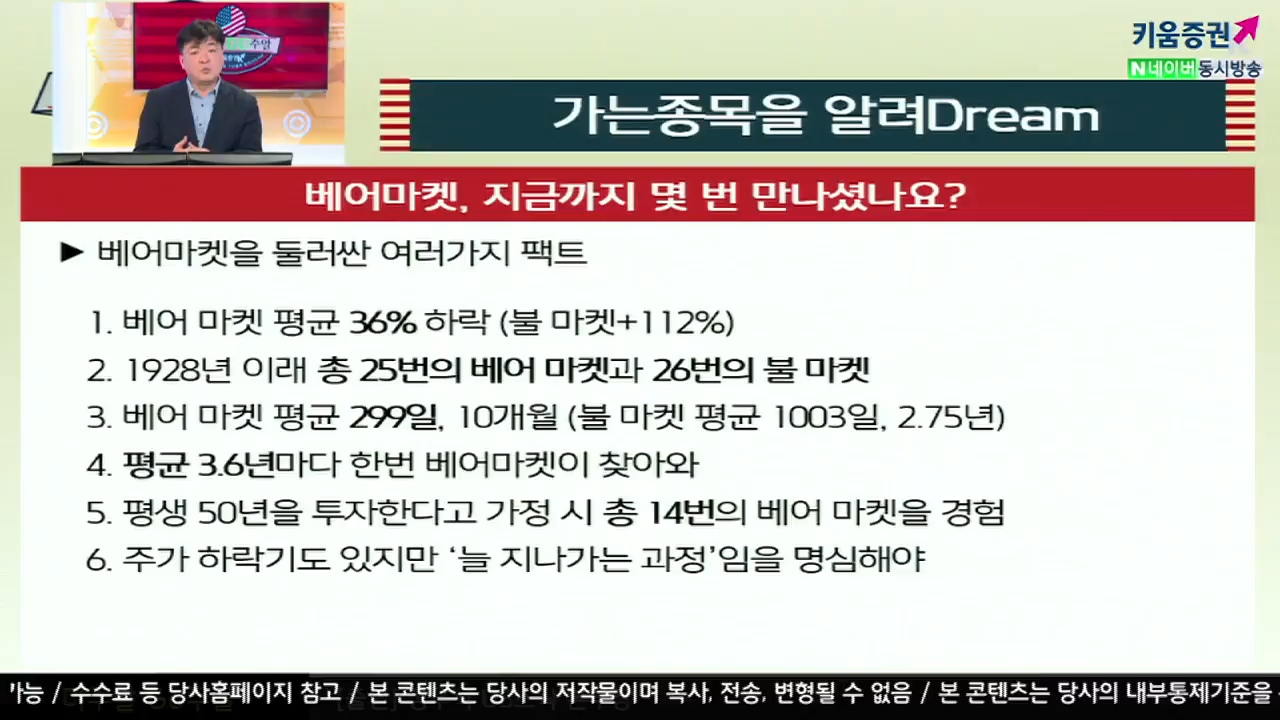 키움증권
N 네이버 동시방송
가는종목을 알려Dream
베어마켓, 지금까지 몇 번 만나셨나요?
▶ 베어마켓을 둘러싼 여러가지 팩트
1. 베어 마켓 평균 36% 하락 (불 마켓+112%)
2. 1928년 이래 총 25번의 베어 마켓과 26번의 불 마켓
3. 베어 마켓 평균 299일, 10개월 (불 마켓 평균 1003일, 2.75년)
4. 평균 3.6년마다 한번 베어마켓이 찾아와
5. 평생 50년을 투자한다고 가정 시 총 14번의 베어 마켓을 경험
6. 주가 하락기도 있지만 ‘늘 지나가는 과정’임을 명심해야
가능 / 수수료 등 당사홈페이지 참고 / 본 콘텐츠는 당사의 저작물이며 복사, 전송, 변형될 수 없음 / 본 콘텐츠는 당사의 내부통제기준을